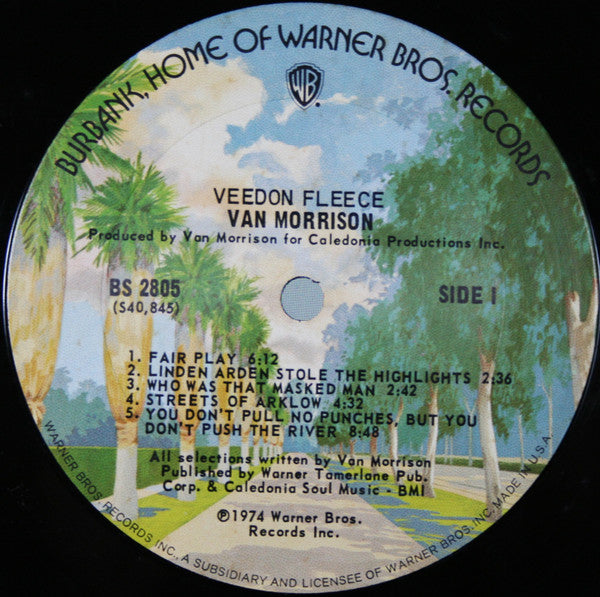 BURBANK, HOME OF WARNER BROS. RECORDS
WB
VEEDON FLEECE
VAN MORRISON
Produced by Van Morrison for Caledonia Productions Inc.
BS 2805
(S40,845)
SIDE 1
1. FAIR PLAY 6:12
2. LINDEN ARDEN STOLE THE HIGHLIGHTS 2:36
3. WHO WAS THAT MASKED MAN 2:42
4. STREETS OF ARKLOW 4:32
5. YOU DON'T PULL NO PUNCHES, BUT YOU
DON'T PUSH THE RIVER 8:48
All selections written by Van Morrison
Published by Warner Tamerlane Pub.
Corp. & Caledonia Soul Music - BMI
℗1974 Warner Bros.
Records Inc.
WARNER BROS. RECORDS INC., A SUBSIDIARY AND LICENSEE OF WARNER BROS. INC. MADE IN U.S.A.